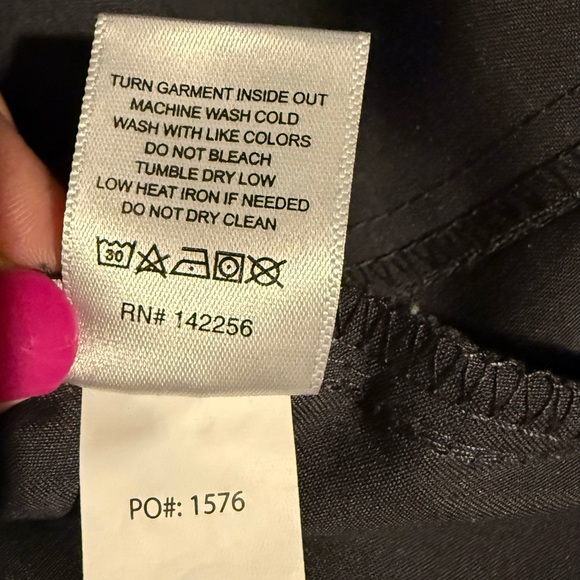 TURN GARMENT INSIDE OUT
MACHINE WASH COLD
WASH WITH LIKE COLORS
DO NOT BLEACH
TUMBLE DRY LOW
LOW HEAT IRON IF NEEDED
DO NOT DRY CLEAN
30
RN# 142256
PO#: 1576